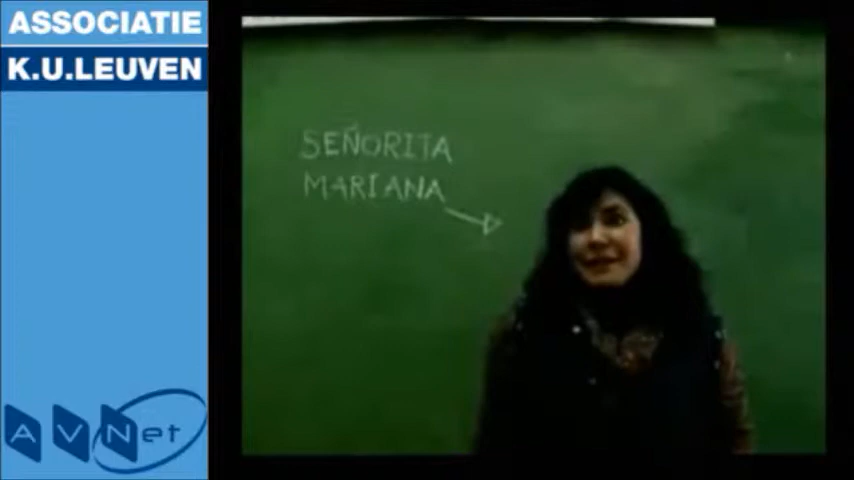 ASSOCIATIE
K.U.LEUVEN
SEÑORITA
MARIANA
AVNet